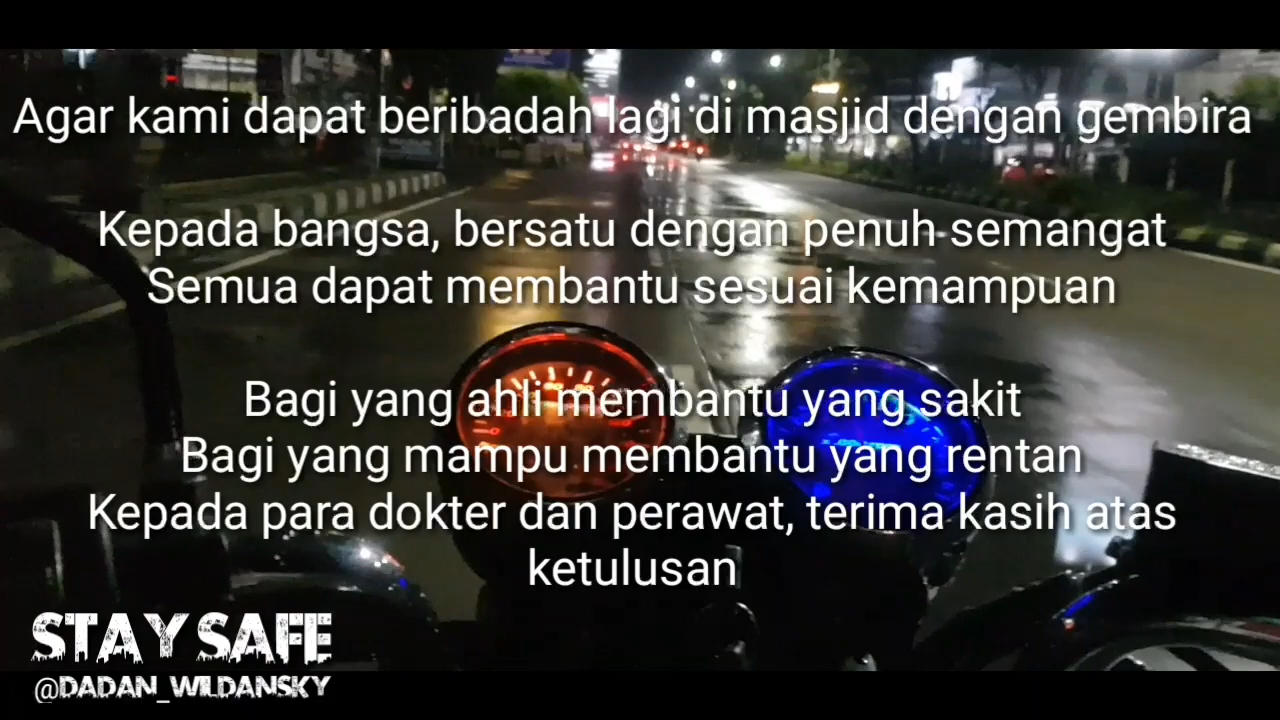 Agar kami dapat beribadah lagi di masjid dengan gembira
Kepada bangsa, bersatu dengan penuh semangat
Semua dapat membantu sesuai kemampuan
Bagi yang ahli membantu yang sakit
Bagi yang mampu membantu yang rentan
Kepada para dokter dan perawat, terima kasih atas
ketulusan
STAY SAFE
@DADAN_WILDANSKY